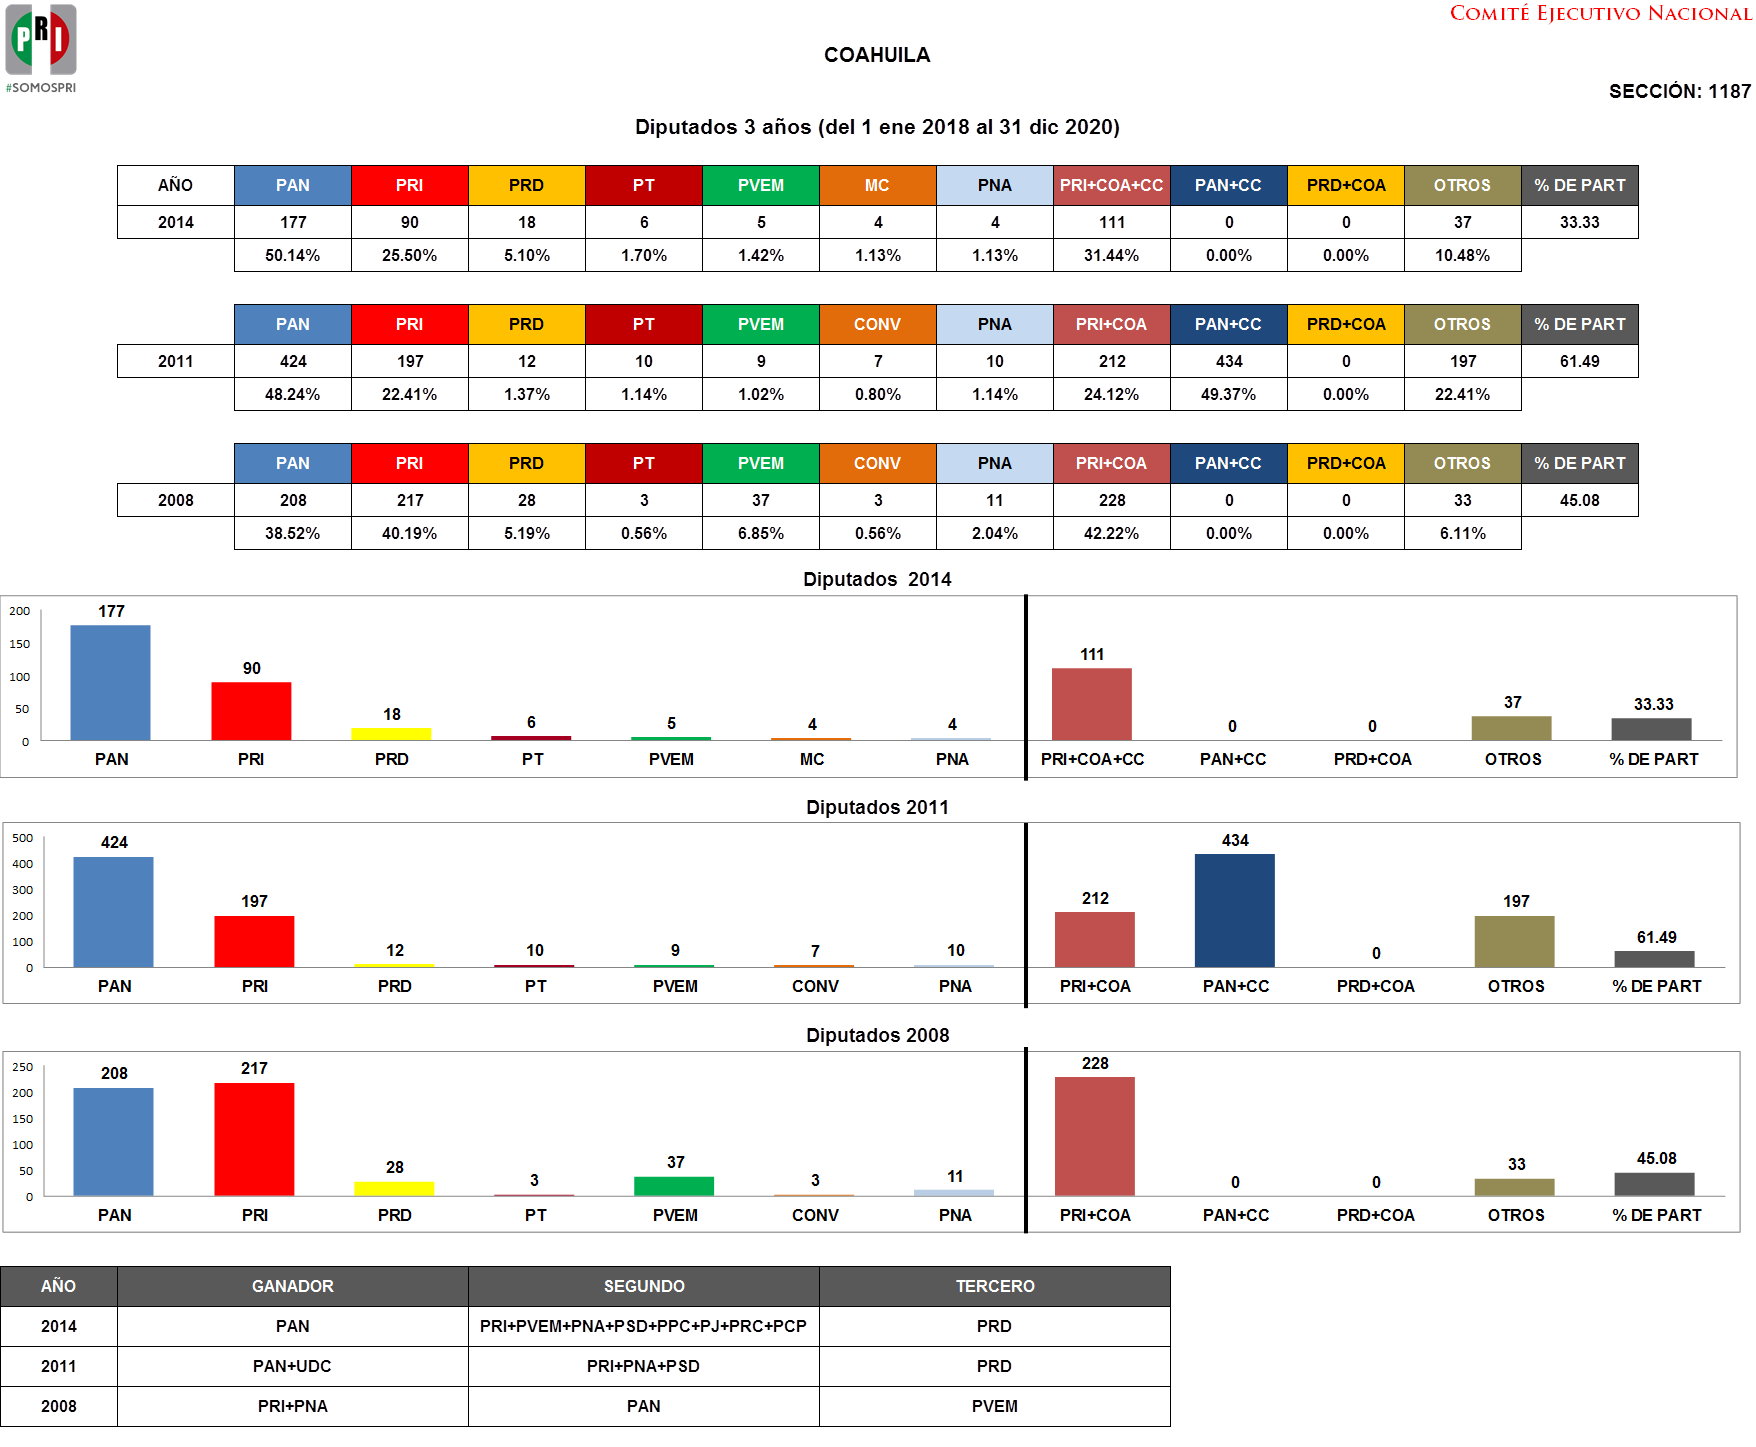 PRI
#SOMOSPRI
COMITÉ EJECUTIVO NACIONAL
COAHUILA
SECCIÓN: 1187
Diputados 3 años (del 1 ene 2018 al 31 dic 2020)
AÑO PAN PRI PRD PT PVEM MC PNA PRI+COA+CC PAN+CC PRD+COA OTROS % DE PART
2014 177 90 18 6 5 4 4 111 0 0 37 33.33
50.14% 25.50% 5.10% 1.70% 1.42% 1.13% 1.13% 31.44% 0.00% 0.00% 10.48%
PAN PRI PRD PT PVEM CONV PNA PRI+COA PAN+CC PRD+COA OTROS % DE PART
2011 424 197 12 10 9 7 10 212 434 0 197 61.49
48.24% 22.41% 1.37% 1.14% 1.02% 0.80% 1.14% 24.12% 49.37% 0.00% 22.41%
PAN PRI PRD PT PVEM CONV PNA PRI+COA PAN+CC PRD+COA OTROS % DE PART
2008 208 217 28 3 37 3 11 228 0 0 33 45.08
38.52% 40.19% 5.19% 0.56% 6.85% 0.56% 2.04% 42.22% 0.00% 0.00% 6.11%
Diputados 2014
200
150
100
50
0
177 90 18 6 5 4 4 111 0 0 37 33.33
PAN PRI PRD PT PVEM MC PNA PRI+COA+CC PAN+CC PRD+COA OTROS % DE PART
Diputados 2011
500
400
300
200
100
0
424 197 12 10 9 7 10 212 434 0 197 61.49
PAN PRI PRD PT PVEM CONV PNA PRI+COA PAN+CC PRD+COA OTROS % DE PART
Diputados 2008
250
200
150
100
50
0
208 217 28 3 37 3 11 228 0 0 33 45.08
PAN PRI PRD PT PVEM CONV PNA PRI+COA PAN+CC PRD+COA OTROS % DE PART
AÑO GANADOR SEGUNDO TERCERO
2014 PAN PRI+PVEM+PNA+PSD+PPC+PJ+PRC+PCP PRD
2011 PAN+UDC PRI+PNA+PSD PRD
2008 PRI+PNA PAN PVEM